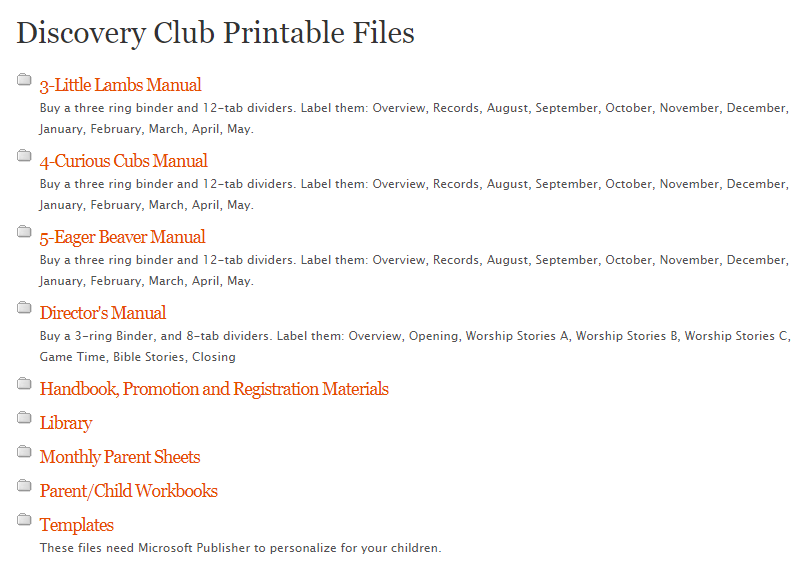 Discovery Club Printable Files
3-Little Lambs Manual
Buy a three ring binder and 12-tab dividers. Label them: Overview, Records, August, September, October, November, December,
January, February, March, April, May.
4-Curious Cubs Manual
Buy a three ring binder and 12-tab dividers. Label them: Overview, Records, August, September, October, November, December,
January, February, March, April, May.
5-Eager Beaver Manual
Buy a three ring binder and 12-tab dividers. Label them: Overview, Records, August, September, October, November, December,
January, February, March, April, May.
Director's Manual
Buy a 3-ring Binder, and 8-tab dividers. Label them: Overview, Opening, Worship Stories A, Worship Stories B, Worship Stories C,
Game Time, Bible Stories, Closing
Handbook, Promotion and Registration Materials
Library
Monthly Parent Sheets
Parent/Child Workbooks
Templates
These files need Microsoft Publisher to personalize for your children.